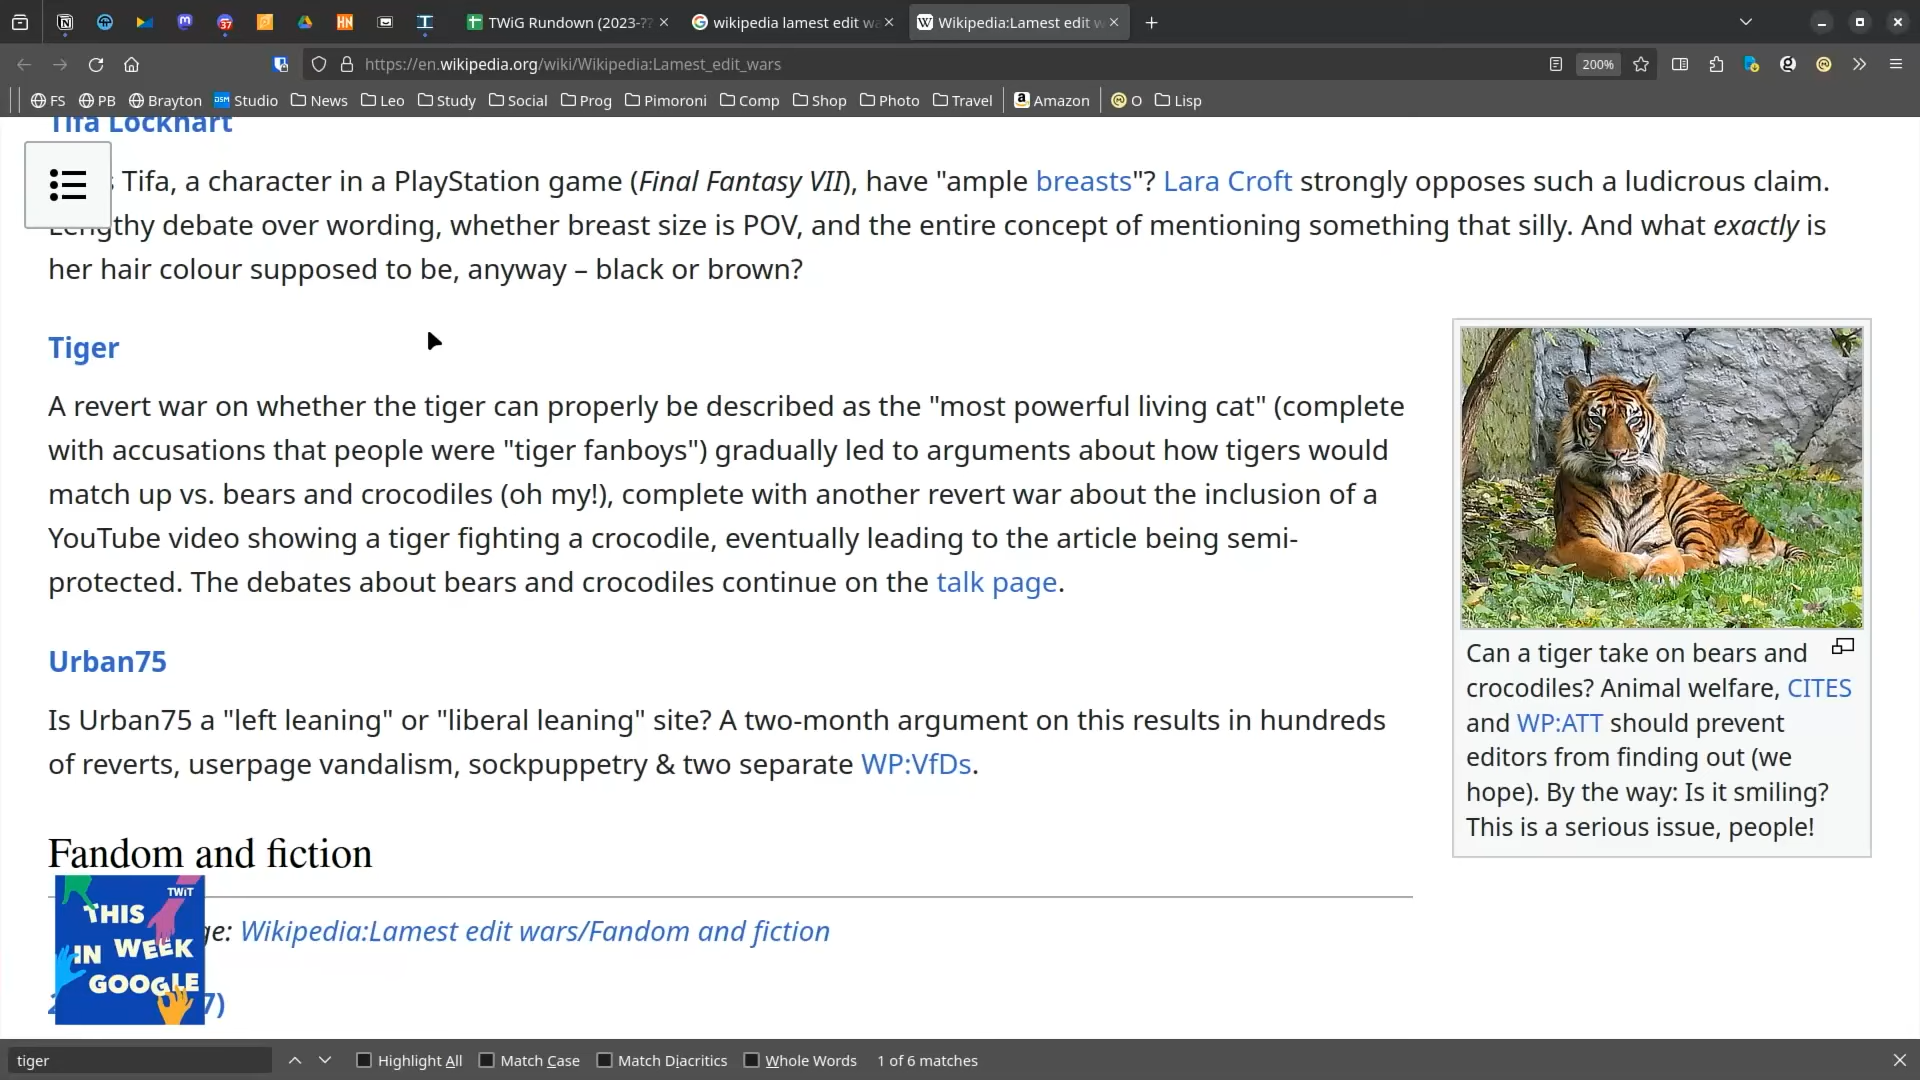 TWiG Rundown (2023-??
wikipedia lamest edit wa
Wikipedia:Lamest edit w
https://en.wikipedia.org/wiki/Wikipedia:Lamest_edit_wars
200%
FS PB Brayton Studio News Leo Study Social Prog Pimoroni Comp Shop Photo Travel Amazon O Lisp
Tifa Lockhart
Tifa, a character in a PlayStation game (Final Fantasy VII), have "ample breasts"? Lara Croft strongly opposes such a ludicrous claim.
Lengthy debate over wording, whether breast size is POV, and the entire concept of mentioning something that silly. And what exactly is
her hair colour supposed to be, anyway – black or brown?
Tiger
A revert war on whether the tiger can properly be described as the "most powerful living cat" (complete
with accusations that people were "tiger fanboys") gradually led to arguments about how tigers would
match up vs. bears and crocodiles (oh my!), complete with another revert war about the inclusion of a
YouTube video showing a tiger fighting a crocodile, eventually leading to the article being semi-
protected. The debates about bears and crocodiles continue on the talk page.
Can a tiger take on bears and
crocodiles? Animal welfare, CITES
and WP:ATT should prevent
editors from finding out (we
hope). By the way: Is it smiling?
This is a serious issue, people!
Urban75
Is Urban75 a "left leaning" or "liberal leaning" site? A two-month argument on this results in hundreds
of reverts, userpage vandalism, sockpuppetry & two separate WP:VfDs.
Fandom and fiction
ge: Wikipedia:Lamest edit wars/Fandom and fiction
7)
TWiT
THIS
IN WEEK
GOOGLE
tiger
Highlight All Match Case Match Diacritics Whole Words 1 of 6 matches